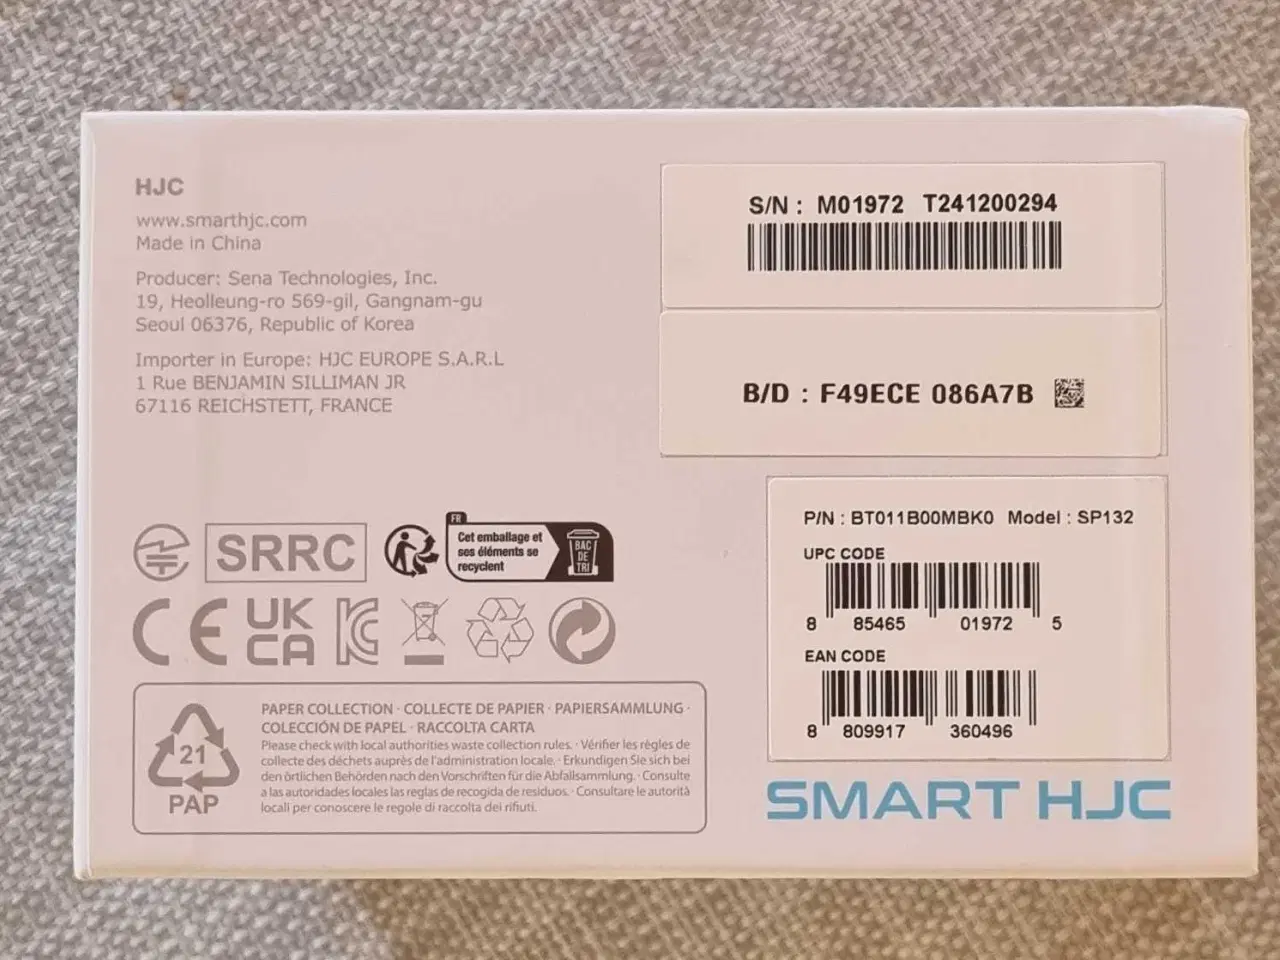 HJC
www.smarthjc.com
Made in China
Producer: Sena Technologies, Inc.
19, Heolleung-ro 569-gil, Gangnam-gu
Seoul 06376, Republic of Korea
Importer in Europe: HJC EUROPE S.A.R.L
1 Rue BENJAMIN SILLIMAN JR
67116 REICHSTETT, FRANCE
S/N : M01972 T241200294
B/D : F49ECE 086A7B
P/N : BT011B00MBK0 Model : SP132
UPC CODE
8 85465 01972 5
EAN CODE
8 809917 360496
SMART HJC
SRRC
FR
Cet emballage et
ses éléments se
recyclent
BAC
DE
TRI
CE
UK
CA
KC
21
PAP
PAPER COLLECTION · COLLECTE DE PAPIER · PAPIERSAMMLUNG ·
COLECCIÓN DE PAPEL · RACCOLTA CARTA
Please check with local authorities waste collection rules. · Vérifier les règles de
collecte des déchets auprès de l'administration locale. · Erkundigen Sie sich bei
den örtlichen Behörden nach den Vorschriften für die Abfallsammlung. · Consulte
a las autoridades locales las reglas de recogida de residuos. · Consultare le autorità
locali per conoscere le regole di raccolta dei rifiuti.